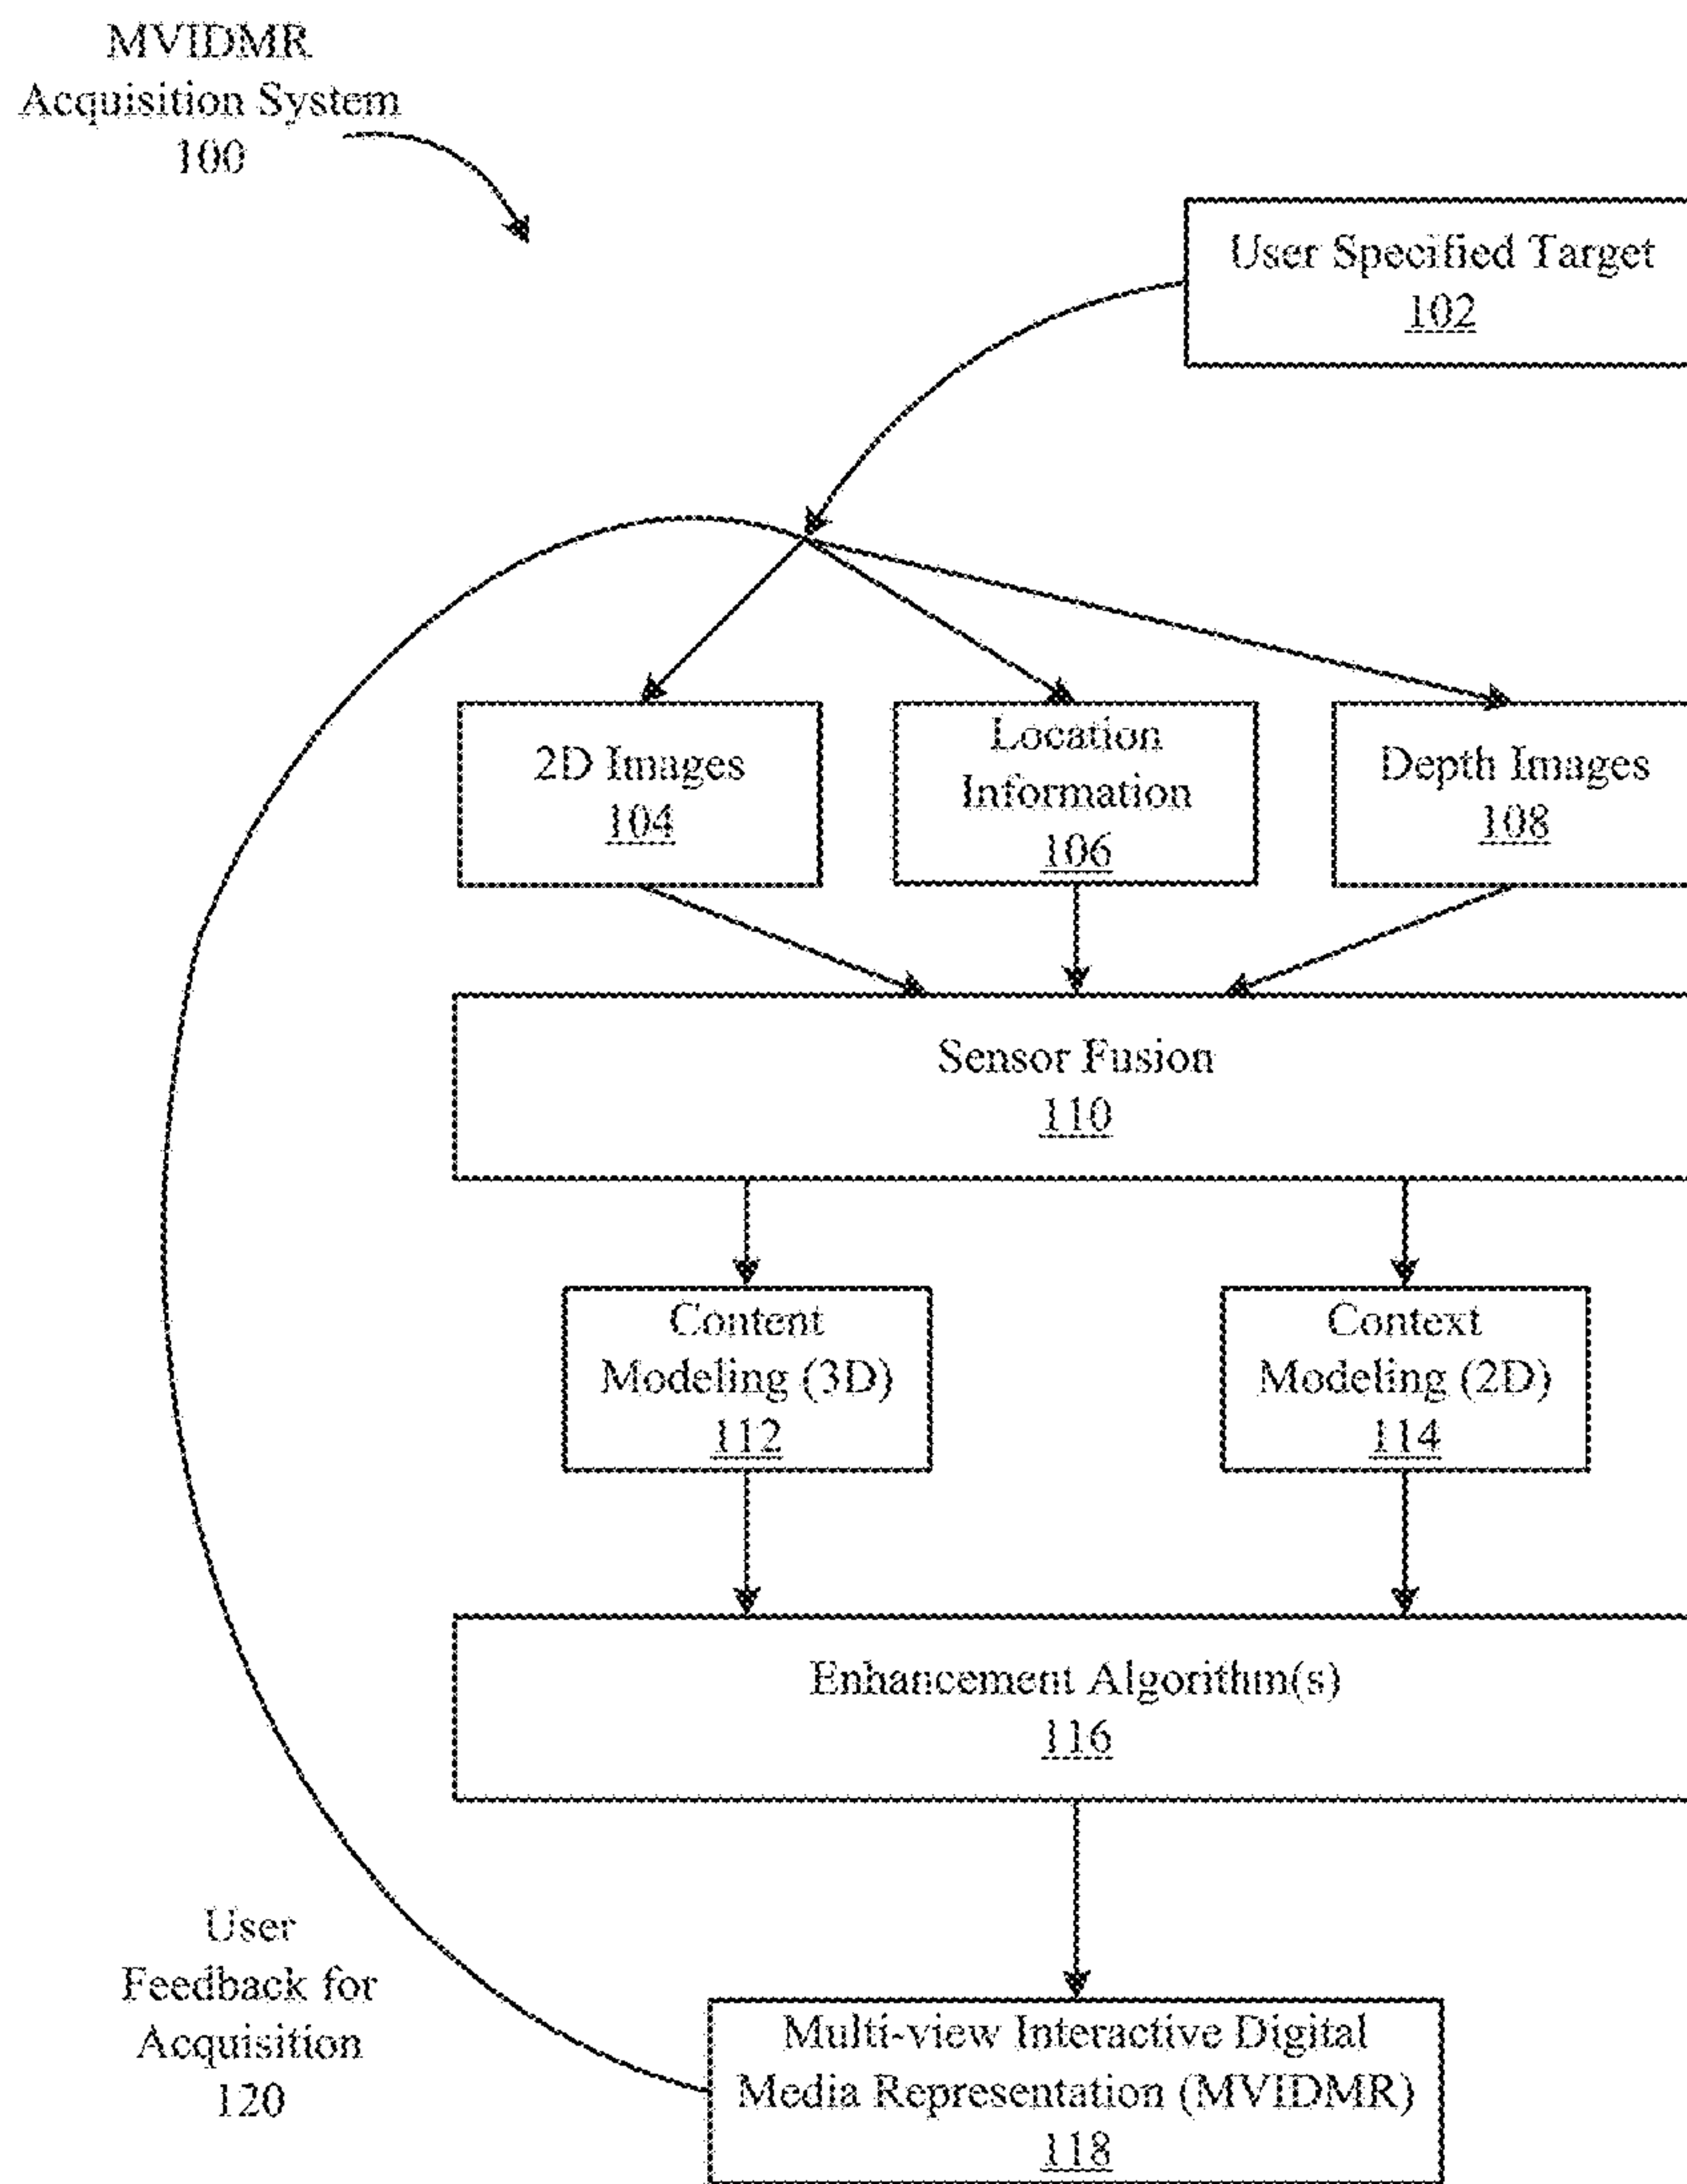 MVIDMR
Acquisition System
100
User Specified Target
102
2D Images
104
Location
Information
106
Depth Images
108
Sensor Fusion
110
Content
Modeling (3D)
112
Context
Modeling (2D)
114
Enhancement Algorithm(s)
116
User
Feedback for
Acquisition
120
Multi-view Interactive Digital
Media Representation (MVIDMR)
118